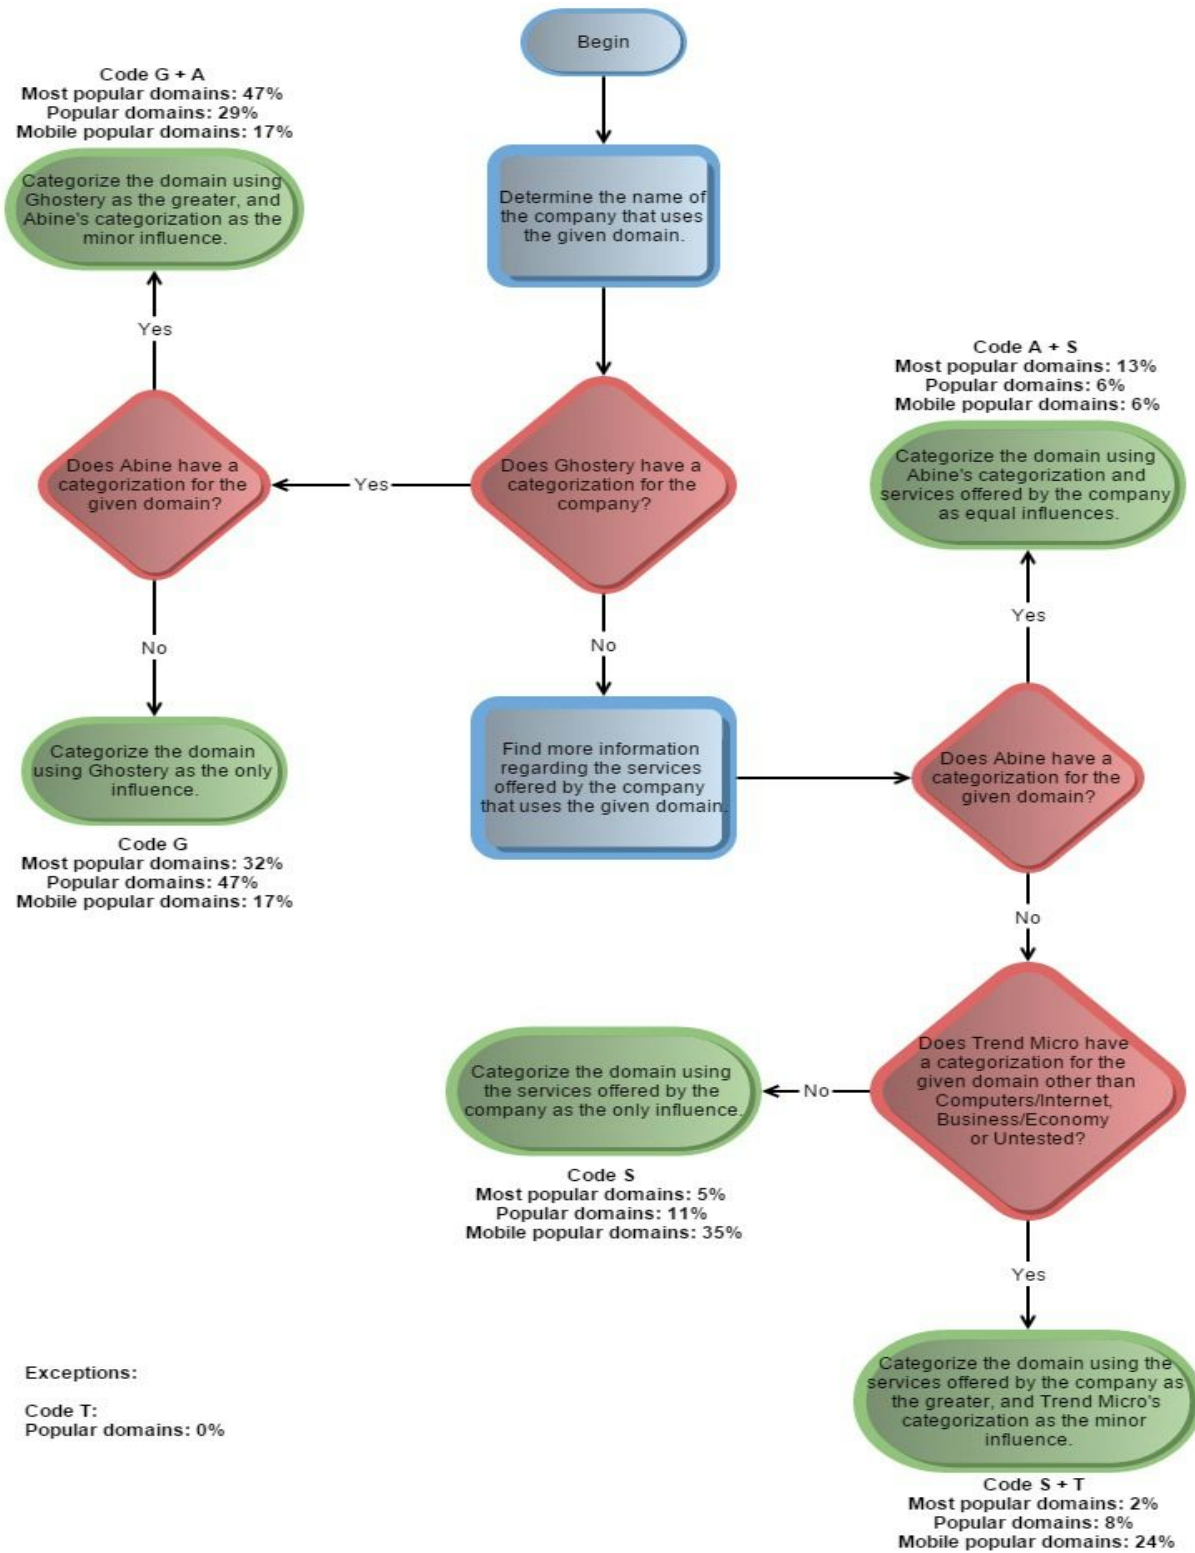 Begin
Code G + A
Most popular domains: 47%
Popular domains: 29%
Mobile popular domains: 17%
Categorize the domain using
Ghostery as the greater, and
Abine's categorization as the
minor influence.
Determine the name of
the company that uses
the given domain.
Yes
Code A + S
Most popular domains: 13%
Popular domains: 6%
Mobile popular domains: 6%
Does Abine have a
categorization for the
given domain?
Yes
Does Ghostery have a
categorization for the
company?
Categorize the domain using
Abine's categorization and
services offered by the company
as equal influences.
Yes
No
No
Categorize the domain
using Ghostery as the only
influence.
Find more information
regarding the services
offered by the company
that uses the given domain.
Does Abine have a
categorization for the
given domain?
Code G
Most popular domains: 32%
Popular domains: 47%
Mobile popular domains: 17%
No
Categorize the domain using
the services offered by the
company as the only influence.
No
Does Trend Micro have
a categorization for the
given domain other than
Computers/Internet,
Business/Economy
or Untested?
Code S
Most popular domains: 5%
Popular domains: 11%
Mobile popular domains: 35%
Yes
Exceptions:
Code T:
Popular domains: 0%
Categorize the domain using the
services offered by the company as
the greater, and Trend Micro's
categorization as the minor
influence.
Code S + T
Most popular domains: 2%
Popular domains: 8%
Mobile popular domains: 24%